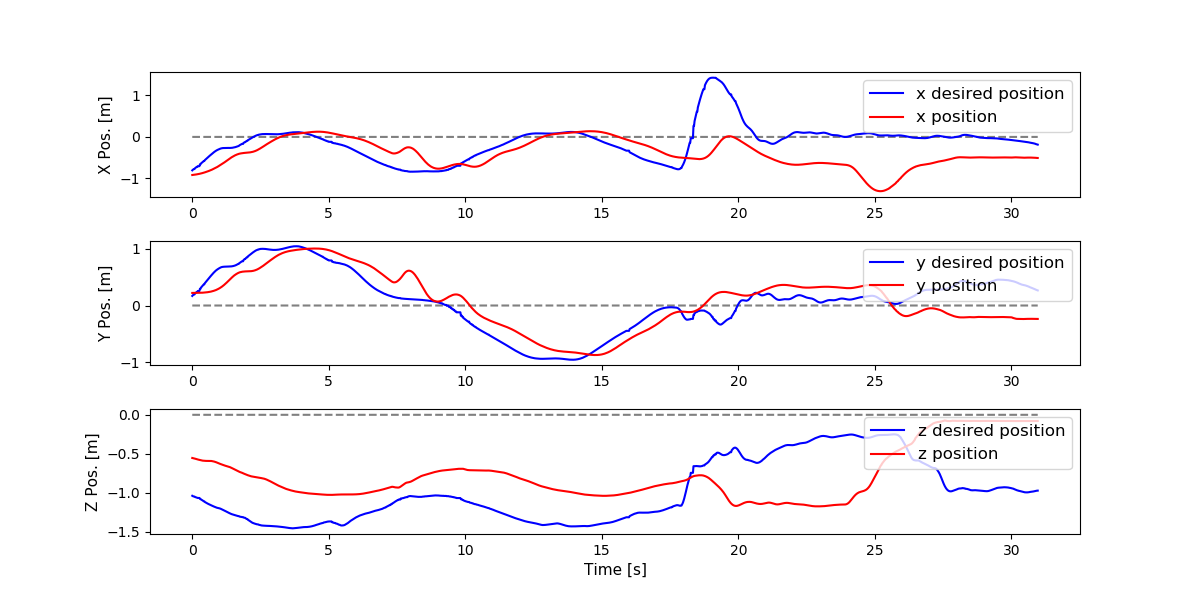 X Pos. [m]
1
0
−1
x desired position
x position
0 5 10 15 20 25 30
Y Pos. [m]
1
0
−1
y desired position
y position
0 5 10 15 20 25 30
Z Pos. [m]
0.0
−0.5
−1.0
−1.5
z desired position
z position
0 5 10 15 20 25 30
Time [s]